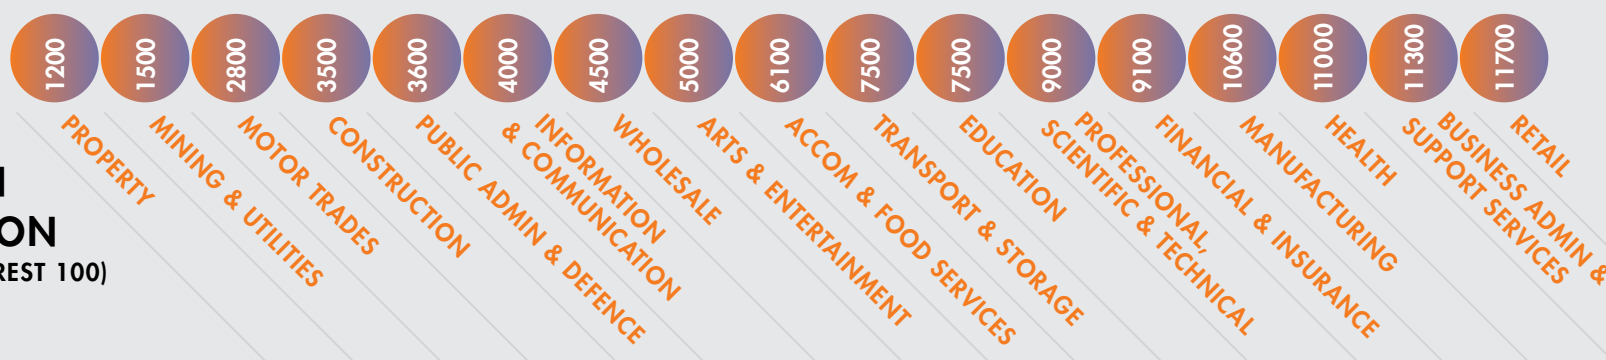 1200
1500
2800
3500
3600
4000
4500
5000
6100
7500
7500
9000
9100
10600
11000
11300
11700
PROPERTY
MINING & UTILITIES
MOTOR TRADES
CONSTRUCTION
PUBLIC ADMIN & DEFENCE
INFORMATION
& COMMUNICATION
WHOLESALE
ARTS & ENTERTAINMENT
ACCOM & FOOD SERVICES
TRANSPORT & STORAGE
EDUCATION
PROFESSIONAL,
SCIENTIFIC & TECHNICAL
FINANCIAL & INSURANCE
MANUFACTURING
HEALTH
BUSINESS ADMIN &
SUPPORT SERVICES
RETAIL
ON
REST 100)